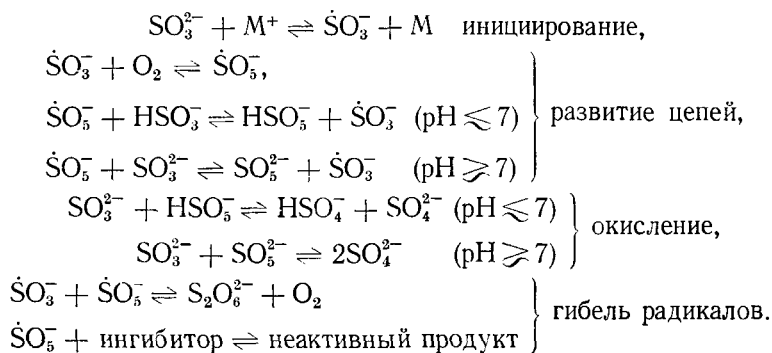 SO₃²⁻ + M⁺ ⇌ ṠO₃⁻ + M инициирование,
ṠO₃⁻ + O₂ ⇌ ṠO₅⁻,
ṠO₅⁻ + HSO₃⁻ ⇌ HSO₅⁻ + ṠO₃⁻ (pH ⩽ 7)
развитие цепей,
ṠO₅⁻ + SO₃²⁻ ⇌ SO₅²⁻ + ṠO₃⁻ (pH ⩾ 7)
SO₃²⁻ + HSO₅⁻ ⇌ HSO₄⁻ + SO₄²⁻ (pH ⩽ 7)
окисление,
SO₃²⁻ + SO₅²⁻ ⇌ 2SO₄²⁻ (pH ⩾ 7)
ṠO₃⁻ + ṠO₅⁻ ⇌ S₂O₆²⁻ + O₂
гибель радикалов.
ṠO₅⁻ + ингибитор ⇌ неактивный продукт